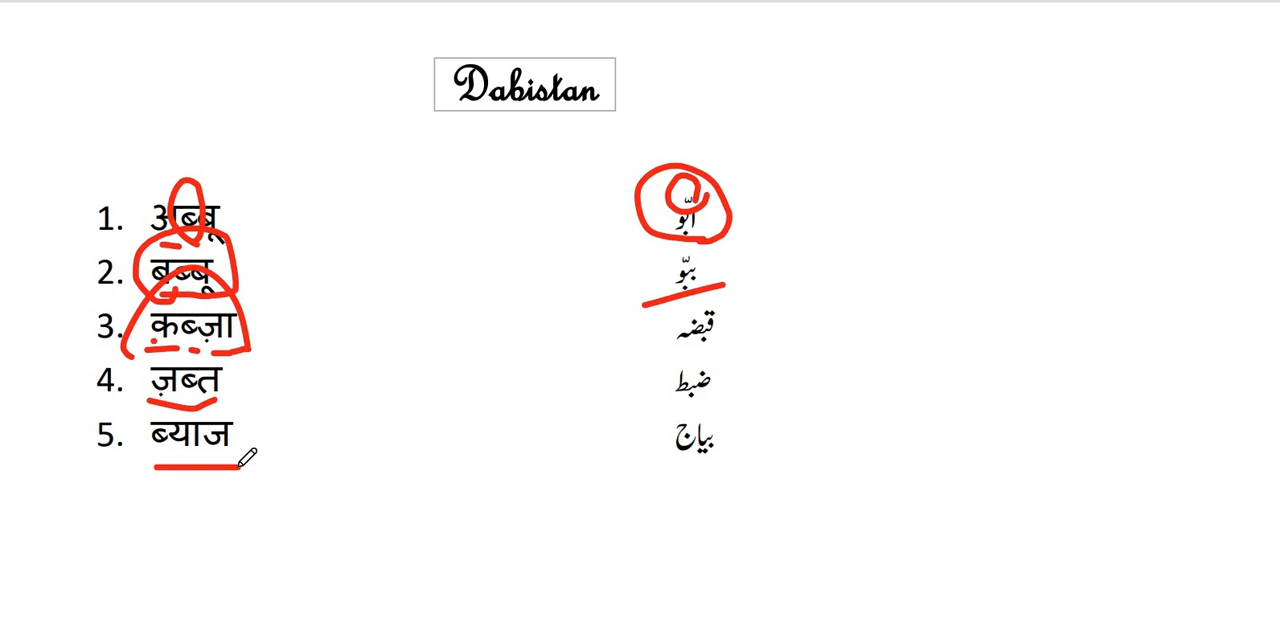 Dabistan
1. अब्बू ابّو
2. बब्बू ببّو
3. क़ब्ज़ा قبضہ
4. ज़ब्त ضبط
5. ब्याज بیاج